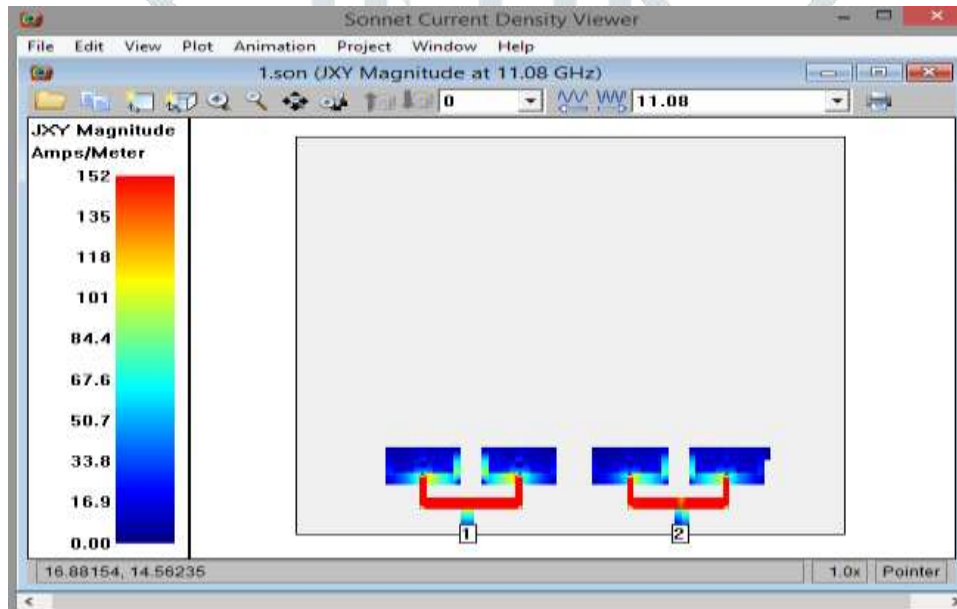 Sonnet Current Density Viewer
File Edit View Plot Animation Project Window Help
1.son (JXY Magnitude at 11.08 GHz)
0 11.08
JXY Magnitude
Amps/Meter
152
135
118
101
84.4
67.6
50.7
33.8
16.9
0.00
1 2
16.88154, 14.56235 1.0x Pointer